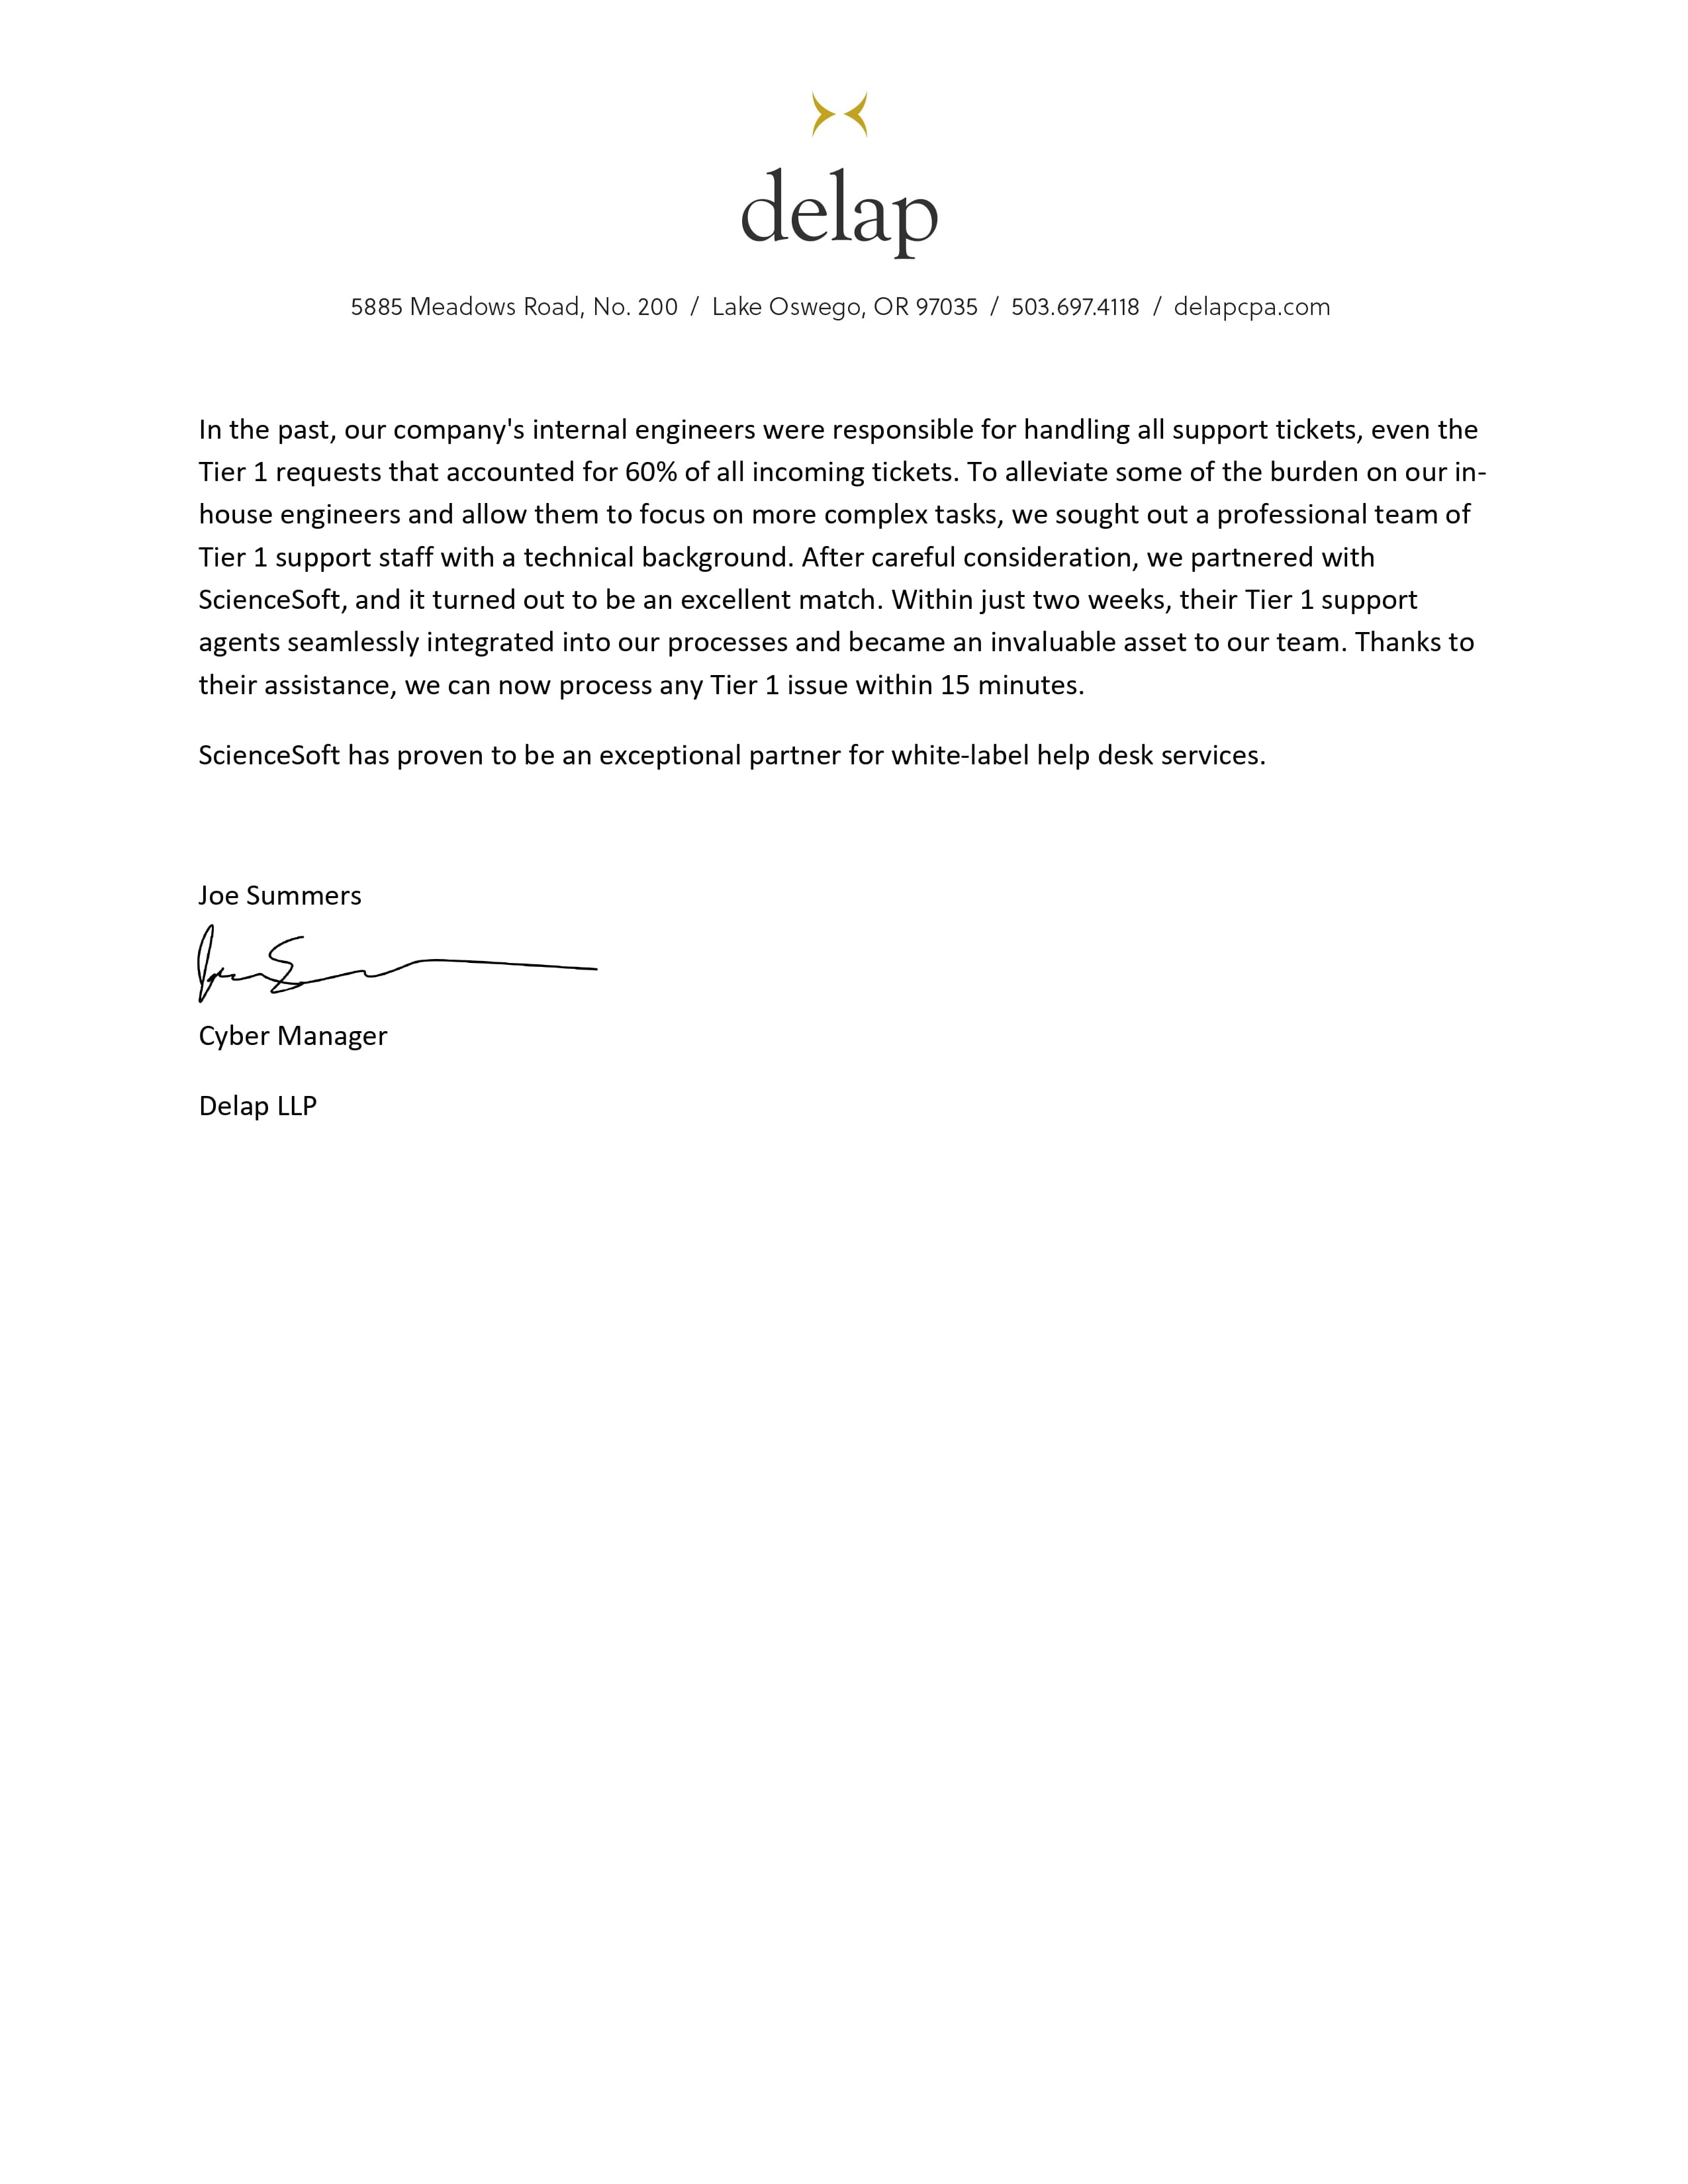 delap
5885 Meadows Road, No. 200 / Lake Oswego, OR 97035 / 503.697.4118 / delapcpa.com
In the past, our company's internal engineers were responsible for handling all support tickets, even the
Tier 1 requests that accounted for 60% of all incoming tickets. To alleviate some of the burden on our in-
house engineers and allow them to focus on more complex tasks, we sought out a professional team of
Tier 1 support staff with a technical background. After careful consideration, we partnered with
ScienceSoft, and it turned out to be an excellent match. Within just two weeks, their Tier 1 support
agents seamlessly integrated into our processes and became an invaluable asset to our team. Thanks to
their assistance, we can now process any Tier 1 issue within 15 minutes.
ScienceSoft has proven to be an exceptional partner for white-label help desk services.
Joe Summers
Cyber Manager
Delap LLP